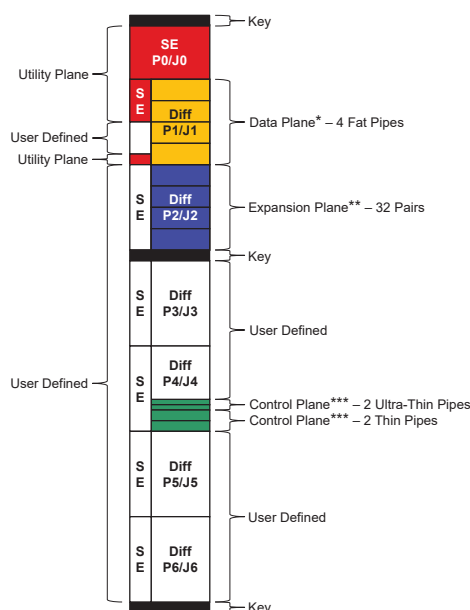 Key
SE
P0/J0
Utility Plane
S
E
Diff
P1/J1
Data Plane* – 4 Fat Pipes
User Defined
Utility Plane
S
E
Diff
P2/J2
Expansion Plane** – 32 Pairs
Key
S
E
Diff
P3/J3
User Defined
User Defined
S
E
Diff
P4/J4
Control Plane*** – 2 Ultra-Thin Pipes
Control Plane*** – 2 Thin Pipes
S
E
Diff
P5/J5
User Defined
S
E
Diff
P6/J6
Key